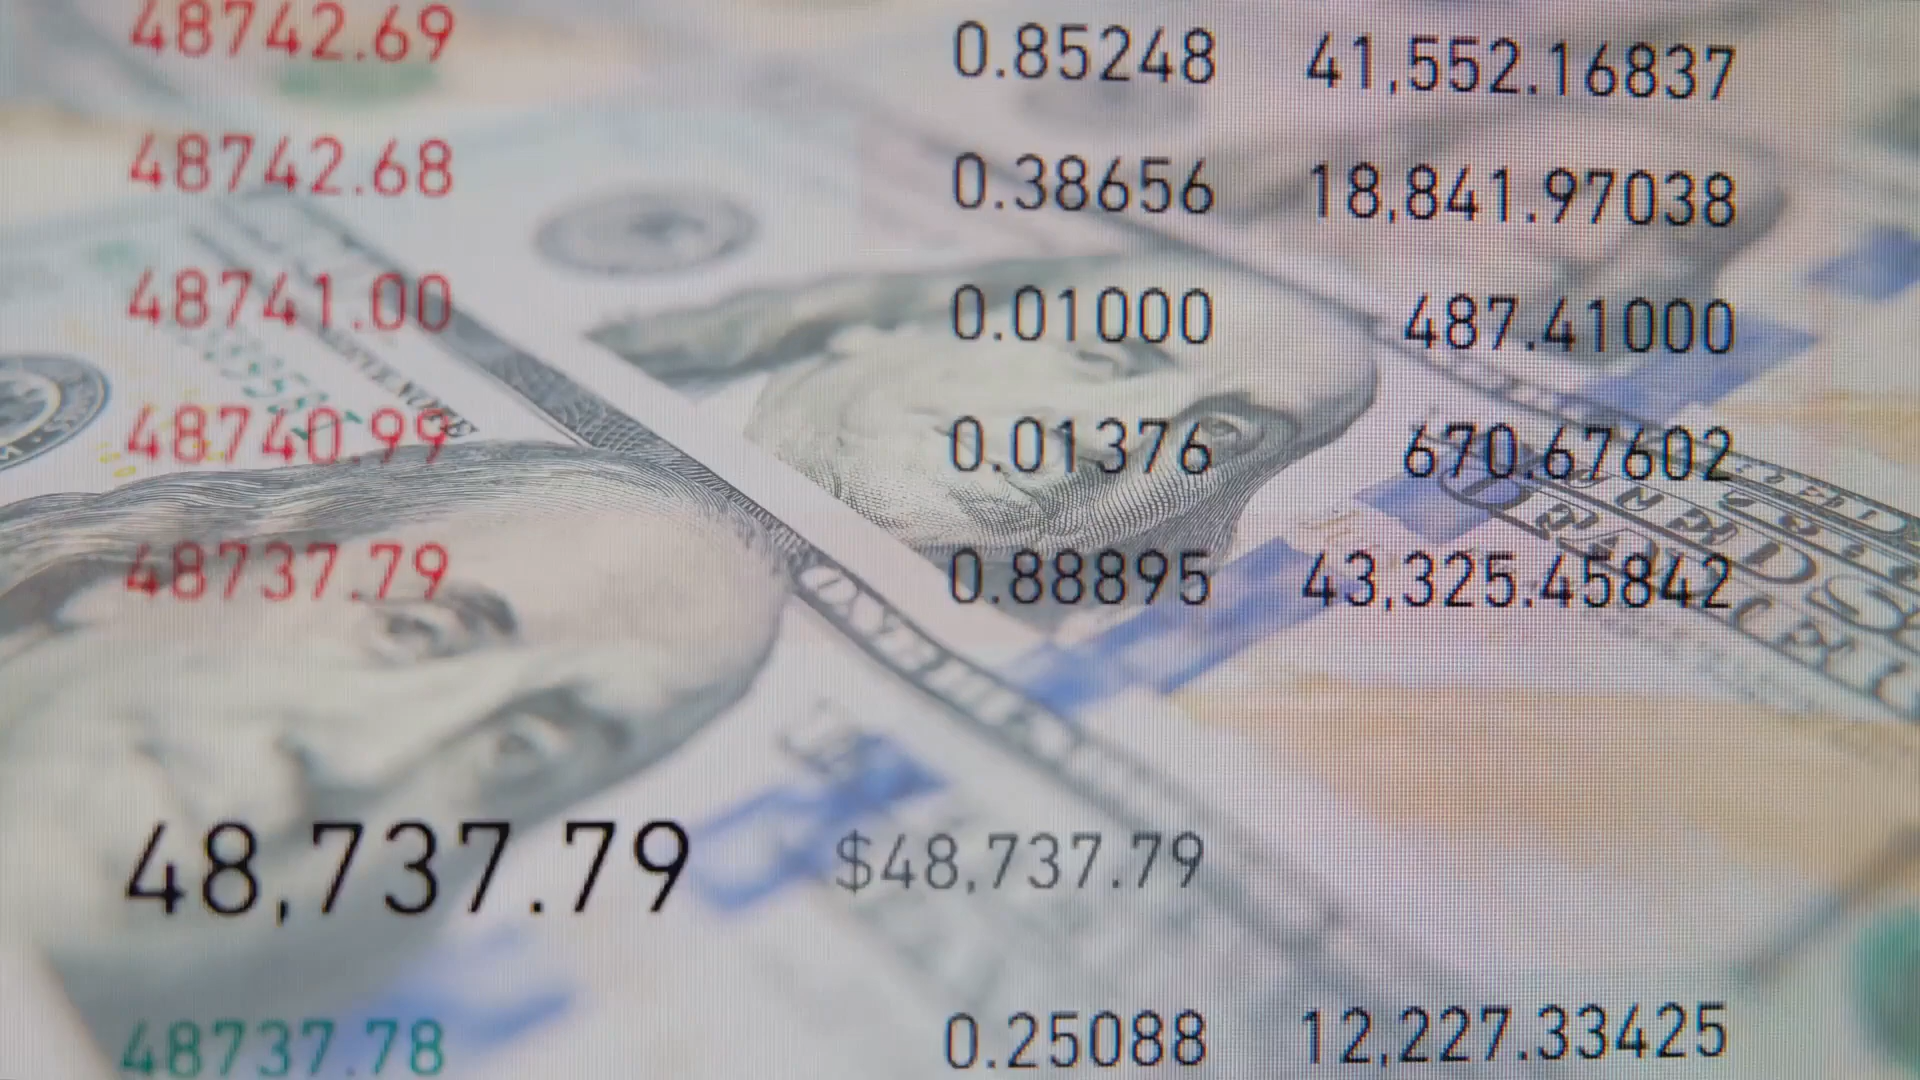 48742.69 0.85248 41,552.16837
48742.68 0.38656 18,841.97038
48741.00 0.01000 487.41000
48740.99 0.01376 670.67602
48737.79 0.88895 43,325.45842
48,737.79 $48,737.79
48737.78 0.25088 12,227.33425